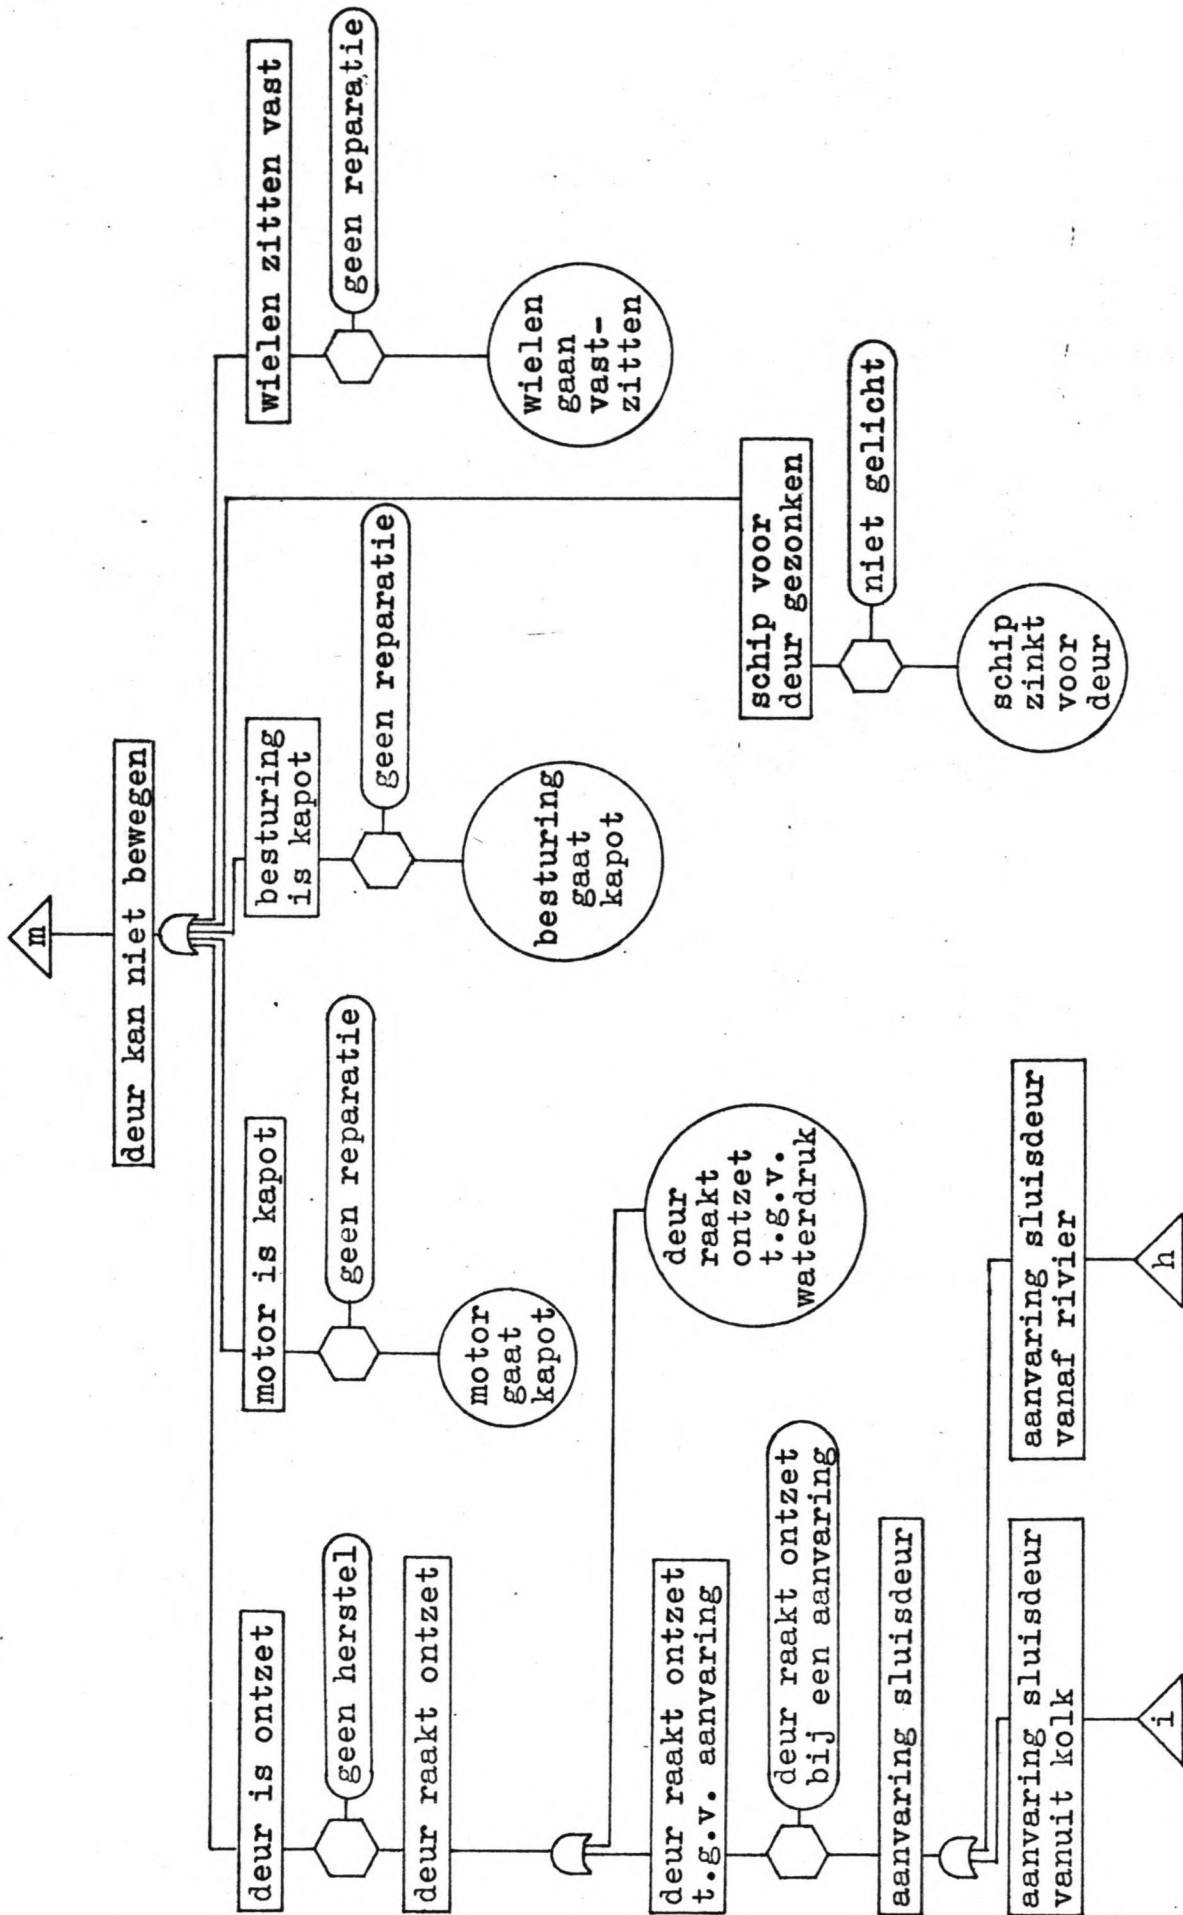 m
deur kan niet bewegen
deur is ontzet
motor is kapot
besturing
is kapot
wielen zitten vast
geen herstel
geen reparatie
geen reparatie
geen reparatie
deur raakt ontzet
motor
gaat
kapot
besturing
gaat
kapot
wielen
gaan
vast-
zitten
deur raakt ontzet
t.g.v. aanvaring
deur
raakt
ontzet
t.g.v.
waterdruk
schip voor
deur gezonken
deur raakt ontzet
bij een aanvaring
niet gelicht
aanvaring sluisdeur
schip
zinkt
voor
deur
aanvaring sluisdeur
vanuit kolk
aanvaring sluisdeur
vanaf rivier
i
h